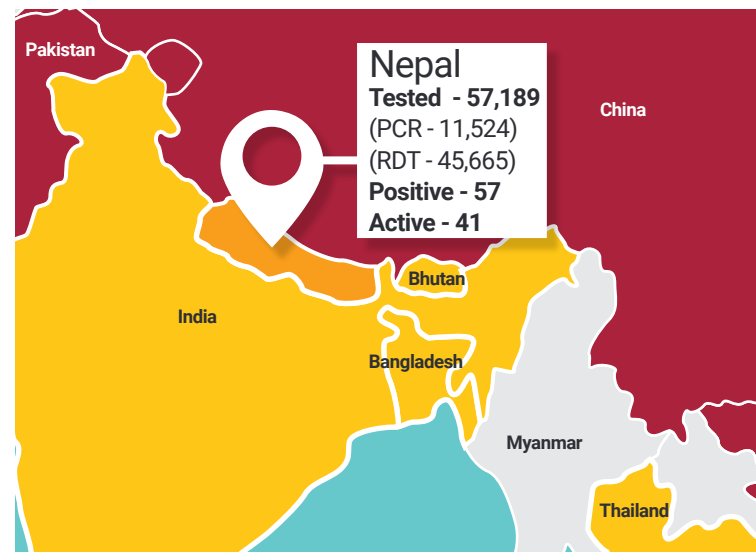 Pakistan
Nepal
Tested - 57,189
(PCR - 11,524)
(RDT - 45,665)
Positive - 57
Active - 41
China
Bhutan
India
Bangladesh
Myanmar
Thailand